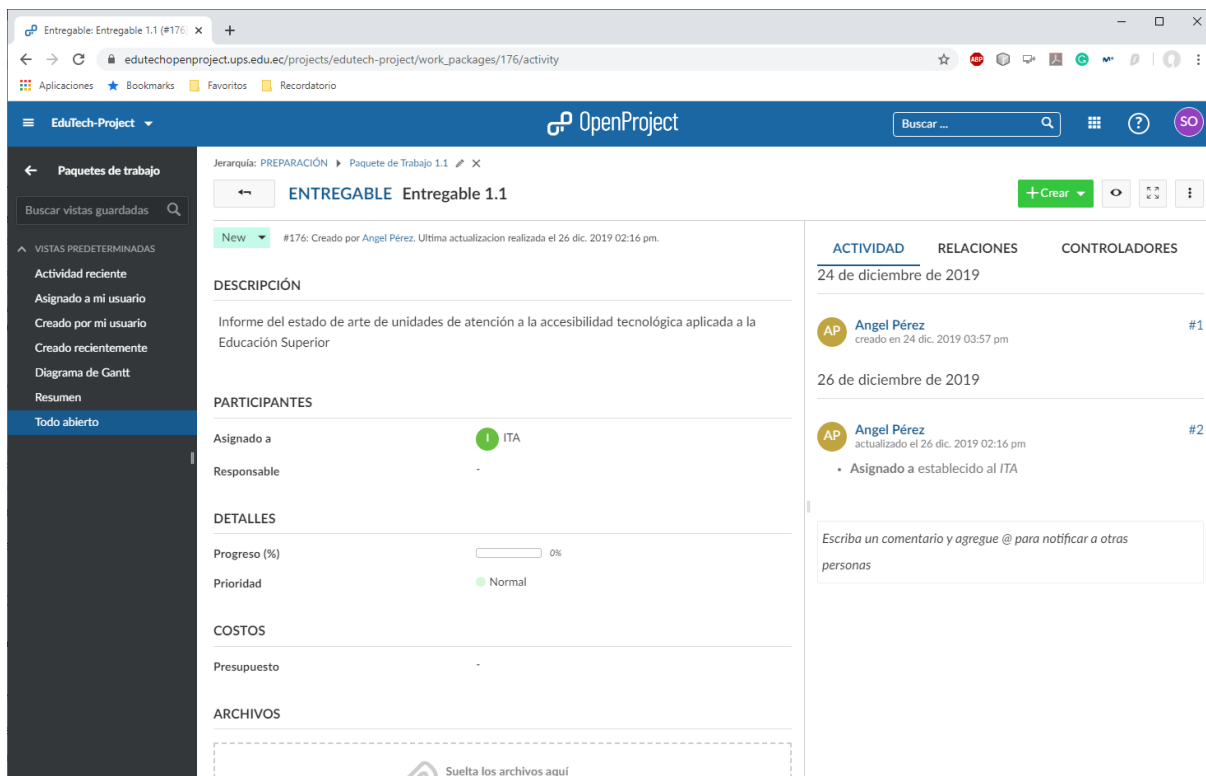 Entregable: Entregable 1.1 (#176
edutechopenproject.ups.edu.ec/projects/edutech-project/work_packages/176/activity
ABP
Aplicaciones
Bookmarks
Favoritos
Recordatorio
EduTech-Project
OpenProject
Buscar ...
SO
Paquetes de trabajo
Buscar vistas guardadas
VISTAS PREDETERMINADAS
Actividad reciente
Asignado a mi usuario
Creado por mi usuario
Creado recientemente
Diagrama de Gantt
Resumen
Todo abierto
Jerarquía: PREPARACIÓN Paquete de Trabajo 1.1
ENTREGABLE Entregable 1.1
+Crear
New #176: Creado por Angel Pérez. Ultima actualizacion realizada el 26 dic. 2019 02:16 pm.
DESCRIPCIÓN
Informe del estado de arte de unidades de atención a la accesibilidad tecnológica aplicada a la
Educación Superior
PARTICIPANTES
Asignado a I ITA
Responsable -
DETALLES
Progreso (%) 0%
Prioridad Normal
COSTOS
Presupuesto -
ARCHIVOS
Suelta los archivos aquí
ACTIVIDAD RELACIONES CONTROLADORES
24 de diciembre de 2019
AP Angel Pérez #1
creado en 24 dic. 2019 03:57 pm
26 de diciembre de 2019
AP Angel Pérez #2
actualizado el 26 dic. 2019 02:16 pm
• Asignado a establecido al ITA
Escriba un comentario y agregue @ para notificar a otras
personas